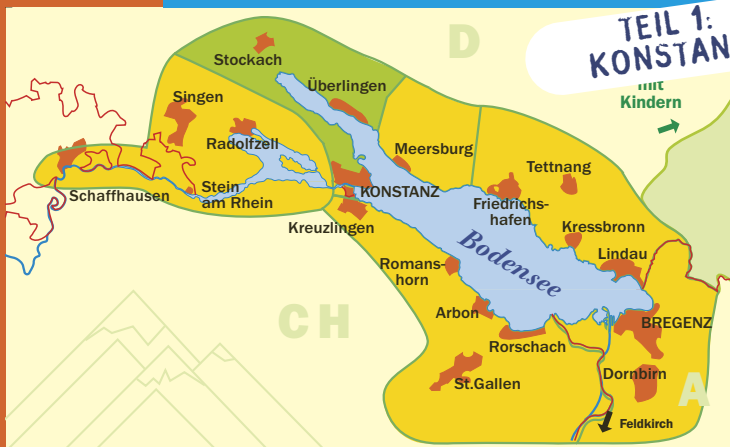 TEIL 1:
KONSTAN
mit
Kindern
D
Stockach
Überlingen
Singen
Radolfzell
Meersburg
Tettnang
Schaffhausen
Stein
am Rhein
KONSTANZ
Friedrichs-
hafen
Kreuzlingen
Kressbronn
Lindau
Bodensee
Romans-
horn
CH
Arbon
BREGENZ
Rorschach
St.Gallen
Dornbirn
A
Feldkirch